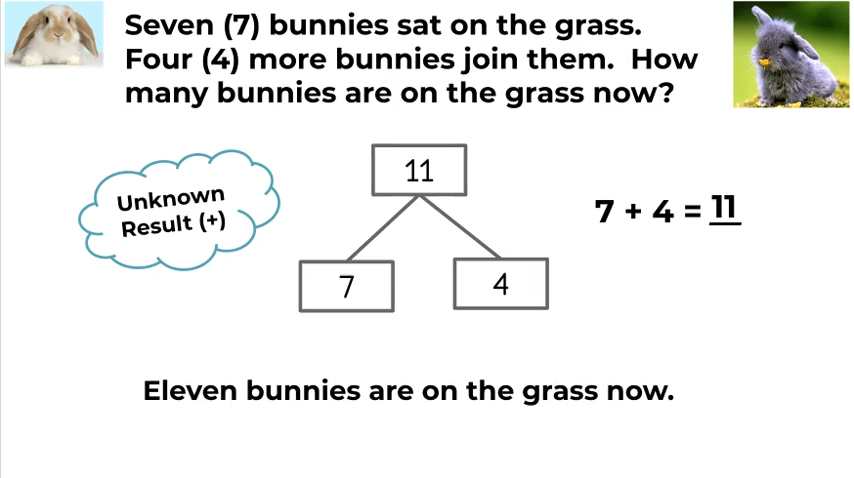 Seven (7) bunnies sat on the grass.
Four (4) more bunnies join them.  How
many bunnies are on the grass now?
Unknown
Result (+)
11
7 + 4 = 11
7
4
Eleven bunnies are on the grass now.